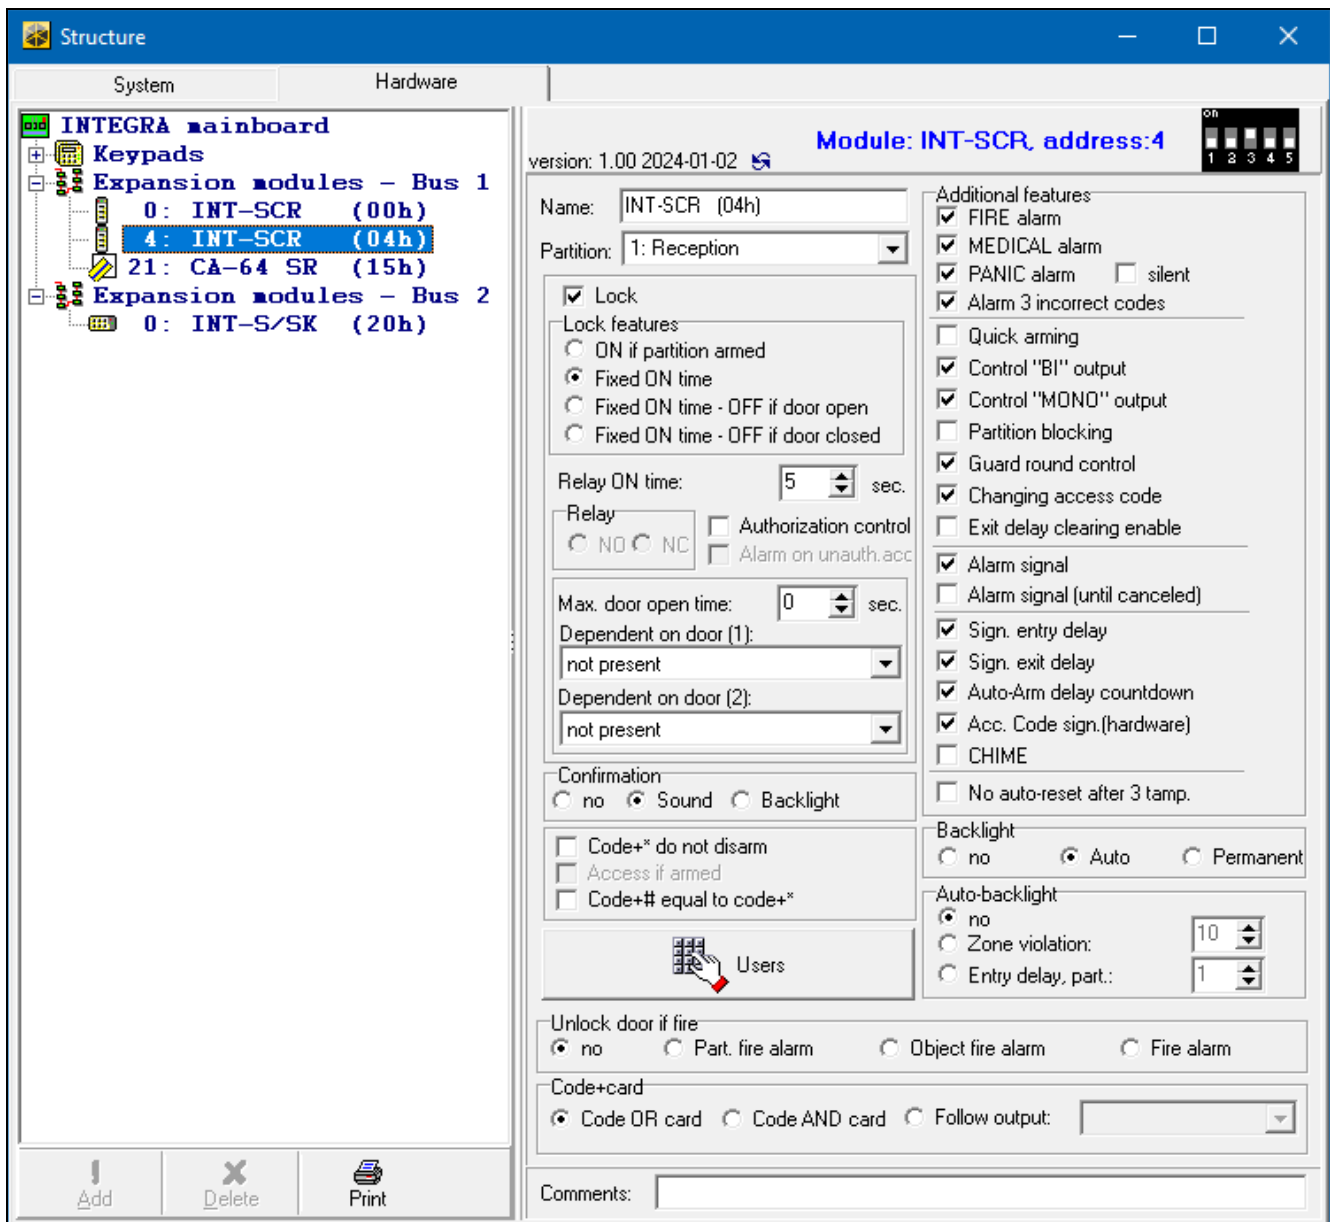 Structure
System
Hardware
INTEGRA mainboard
Keypads
Expansion modules - Bus 1
0: INT-SCR (00h)
4: INT-SCR (04h)
21: CA-64 SR (15h)
Expansion modules - Bus 2
0: INT-S/SK (20h)
Add
Delete
Print
version: 1.00 2024-01-02
Module: INT-SCR, address:4
on
1 2 3 4 5
Name: INT-SCR (04h)
Partition: 1: Reception
Lock
Lock features
ON if partition armed
Fixed ON time
Fixed ON time - OFF if door open
Fixed ON time - OFF if door closed
Relay ON time: 5 sec.
Relay
NO NC
Authorization control
Alarm on unauth.acc
Max. door open time: 0 sec.
Dependent on door (1):
not present
Dependent on door (2):
not present
Confirmation
no Sound Backlight
Code+* do not disarm
Access if armed
Code+# equal to code+*
Users
Additional features
FIRE alarm
MEDICAL alarm
PANIC alarm silent
Alarm 3 incorrect codes
Quick arming
Control "BI" output
Control "MONO" output
Partition blocking
Guard round control
Changing access code
Exit delay clearing enable
Alarm signal
Alarm signal (until canceled)
Sign. entry delay
Sign. exit delay
Auto-Arm delay countdown
Acc. Code sign.(hardware)
CHIME
No auto-reset after 3 tamp.
Backlight
no Auto Permanent
Auto-backlight
no
Zone violation: 10
Entry delay, part.: 1
Unlock door if fire
no Part. fire alarm Object fire alarm Fire alarm
Code+card
Code OR card Code AND card Follow output:
Comments: